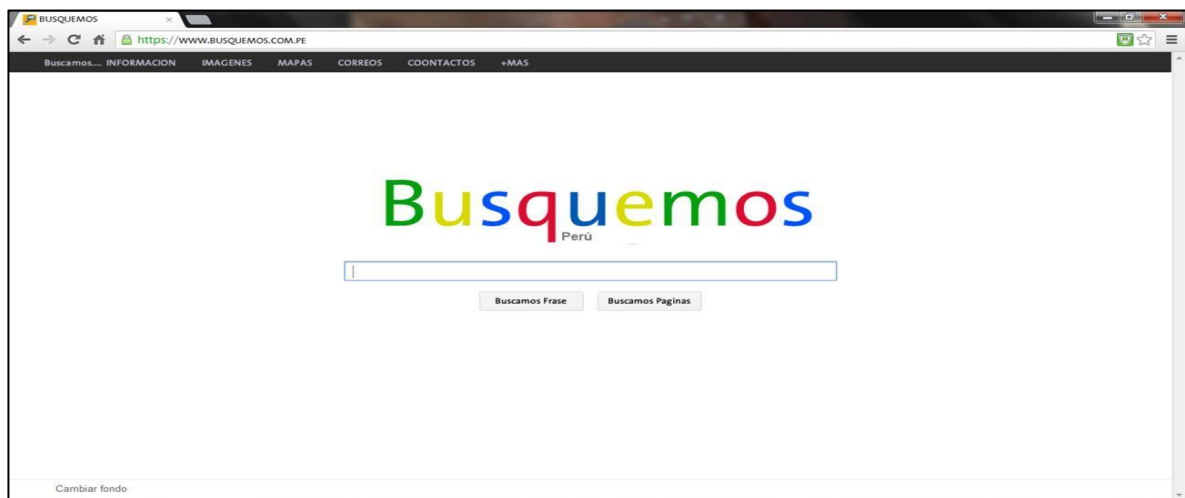 BUSQUEMOS
https://www.BUSQUEMOS.COM.PE
Buscamos.... INFORMACION IMAGENES MAPAS CORREOS COONTACTOS +MAS
Busquemos
Perú
Buscamos Frase Buscamos Paginas
Cambiar fondo